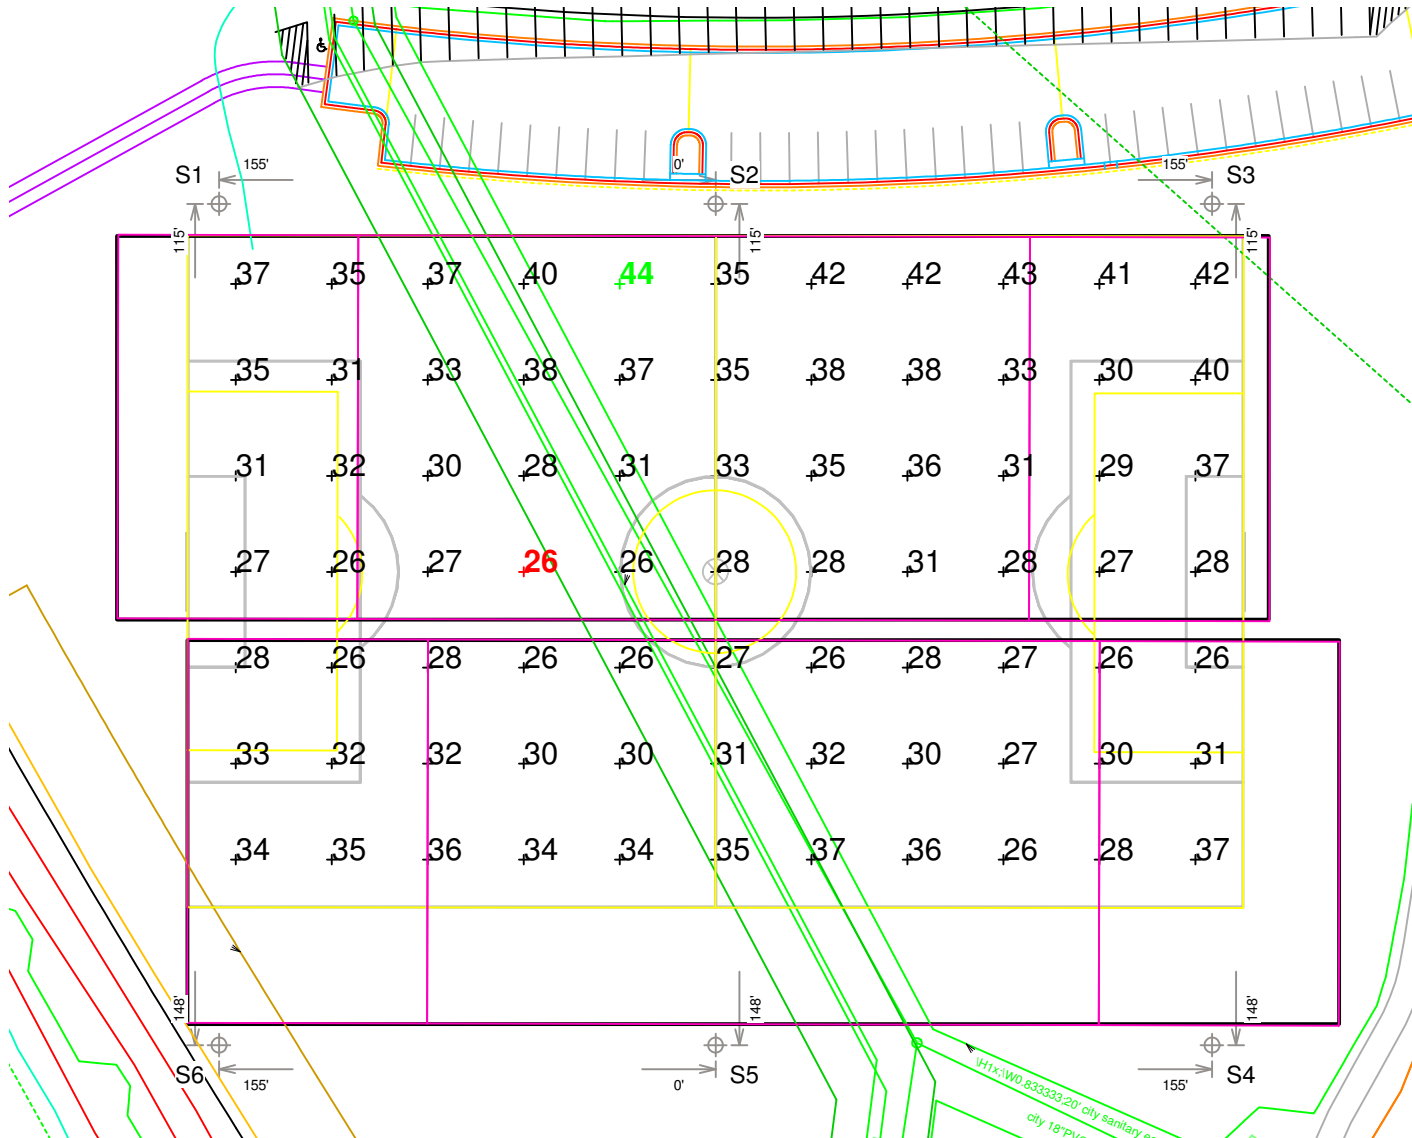 S1 155' 0' S2 155' S3
115' 115' 115'
37 35 37 40 44 35 42 42 43 41 42
35 31 33 38 37 35 38 38 33 30 40
31 32 30 28 31 33 35 36 31 29 37
27 26 27 26 26 28 28 31 28 27 28
28 26 28 26 26 27 26 28 27 26 26
33 32 32 30 30 31 32 30 27 30 31
34 35 36 34 34 35 37 36 26 28 37
148' 148' 148'
S6 155' 0' S5 155' S4
\H1x;\W0.833333;20' city sanitary
city 18"PV